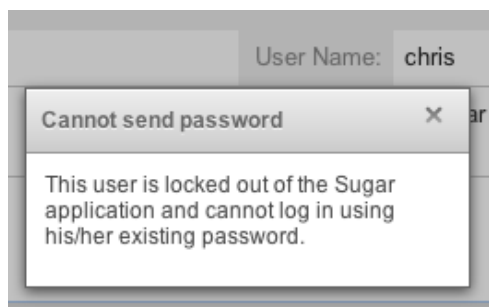 User Name: chris
Cannot send password
ar
This user is locked out of the Sugar
application and cannot log in using
his/her existing password.